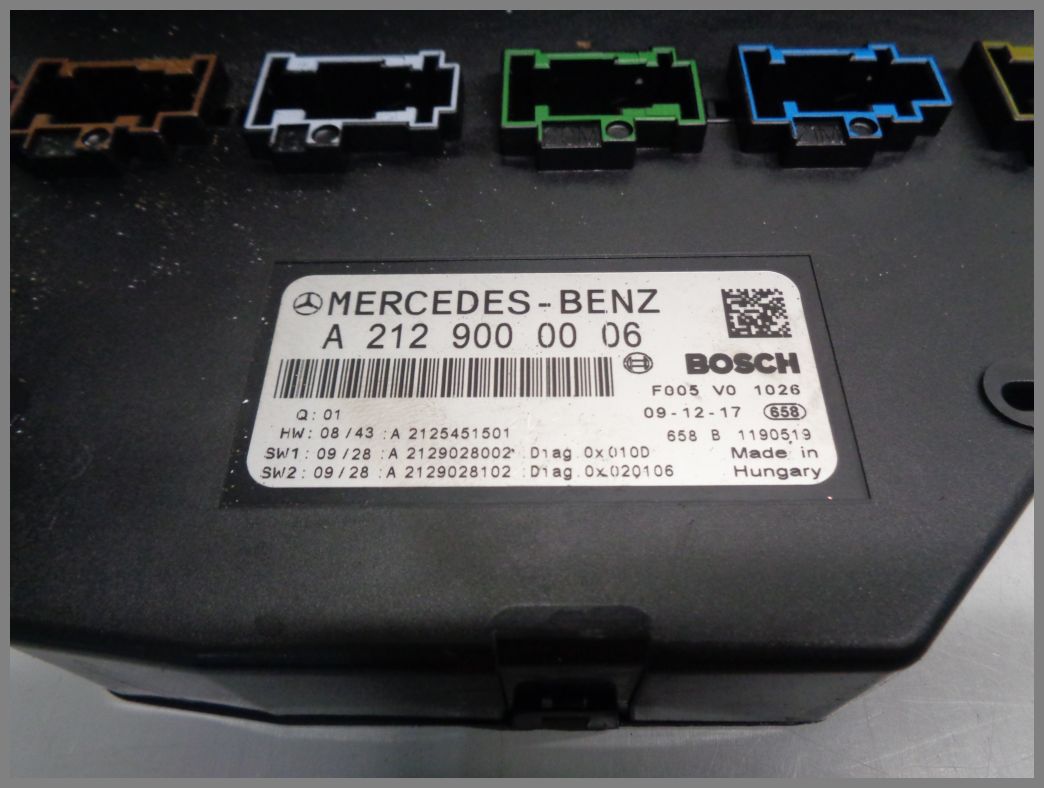 MERCEDES-BENZ
A 212 900 00 06
BOSCH
F005 V0 1026
Q: 01
09-12-17 658
HW: 08/43 :A 2125451501
658 B 1190519
SW1: 09/28 :A 2129028002 :Diag.0x010D
Made in
SW2: 09/28 :A 2129028102 :Diag.0x020106
Hungary